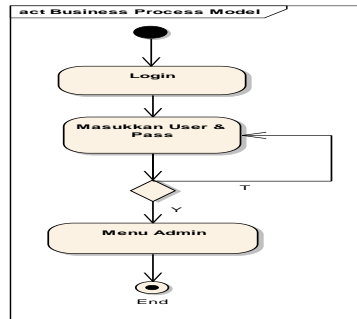 act Business Process Model
Login
Masukkan User &
Pass
T
Y
Menu Admin
End